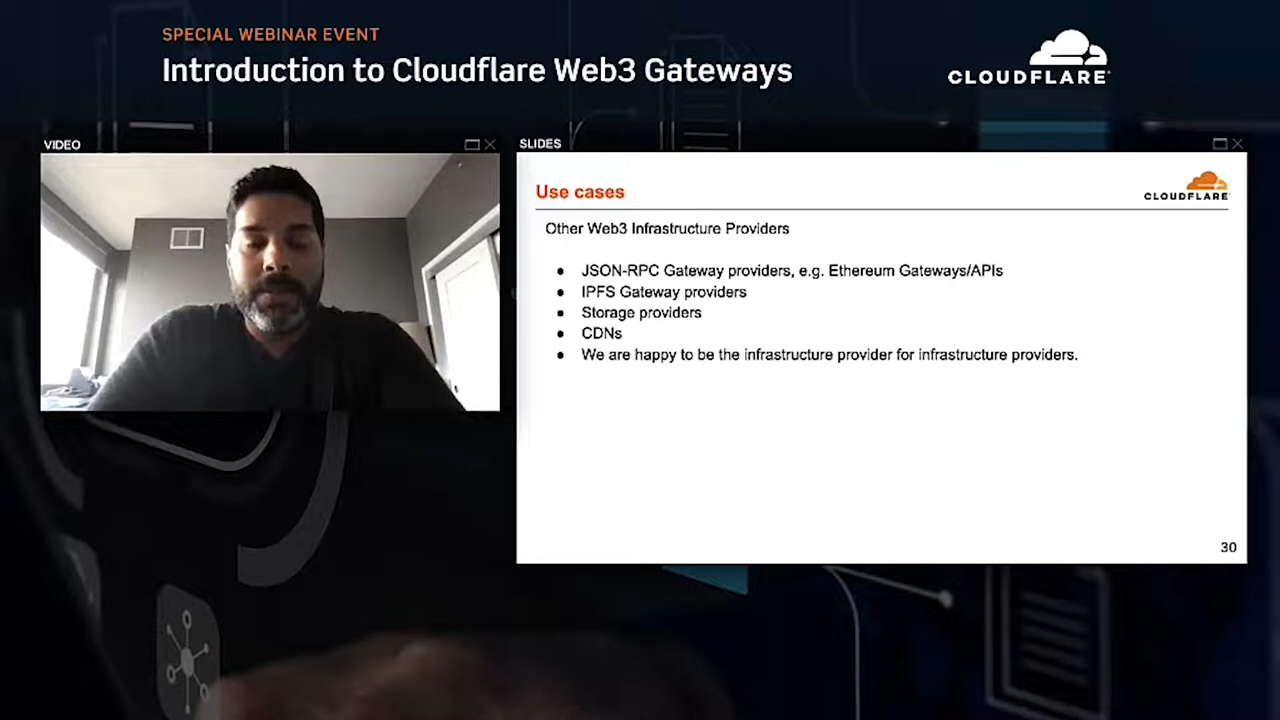 SPECIAL WEBINAR EVENT
Introduction to Cloudflare Web3 Gateways
CLOUDFLARE
VIDEO
SLIDES
Use cases
CLOUDFLARE
Other Web3 Infrastructure Providers
● JSON-RPC Gateway providers, e.g. Ethereum Gateways/APIs
● IPFS Gateway providers
● Storage providers
● CDNs
● We are happy to be the infrastructure provider for infrastructure providers.
30